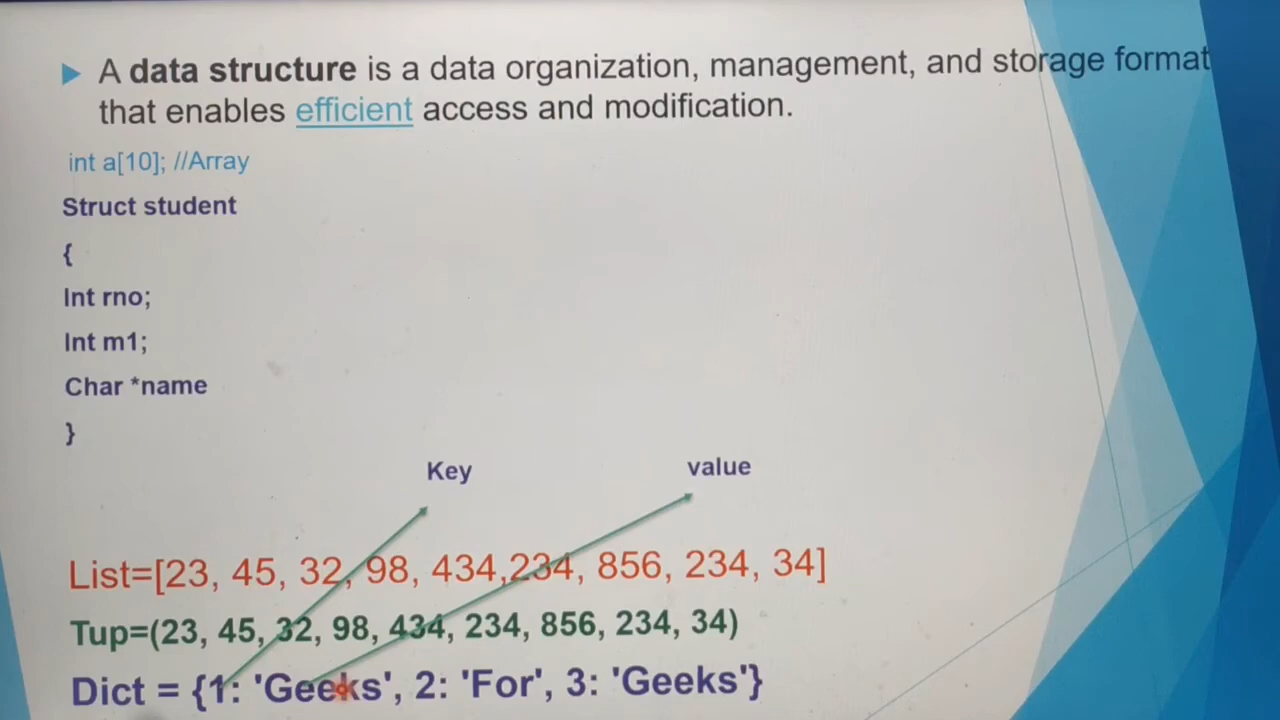 A data structure is a data organization, management, and storage format
that enables efficient access and modification.
int a[10]; //Array
Struct student
{
Int rno;
Int m1;
Char *name
}
Key value
List=[23, 45, 32, 98, 434,234, 856, 234, 34]
Tup=(23, 45, 32, 98, 434, 234, 856, 234, 34)
Dict = {1: 'Geeks', 2: 'For', 3: 'Geeks'}